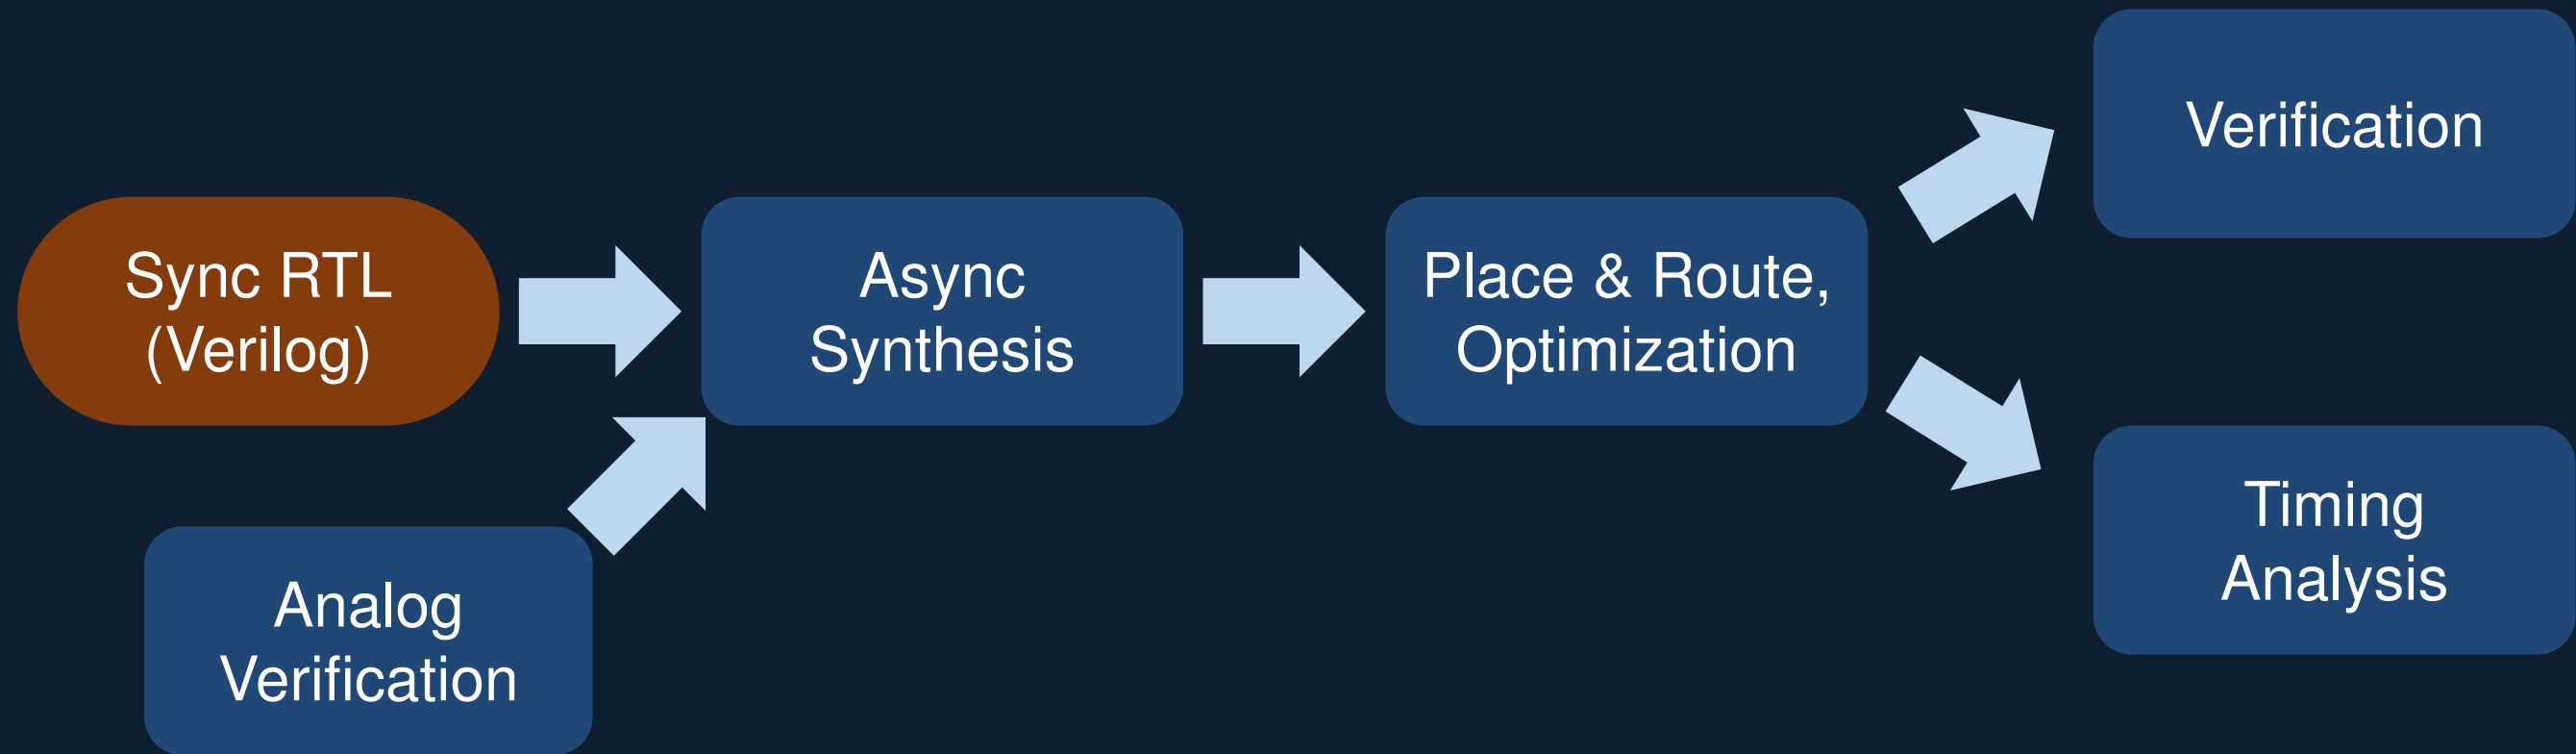 Sync RTL
(Verilog)
Async
Synthesis
Place & Route,
Optimization
Verification
Timing
Analysis
Analog
Verification